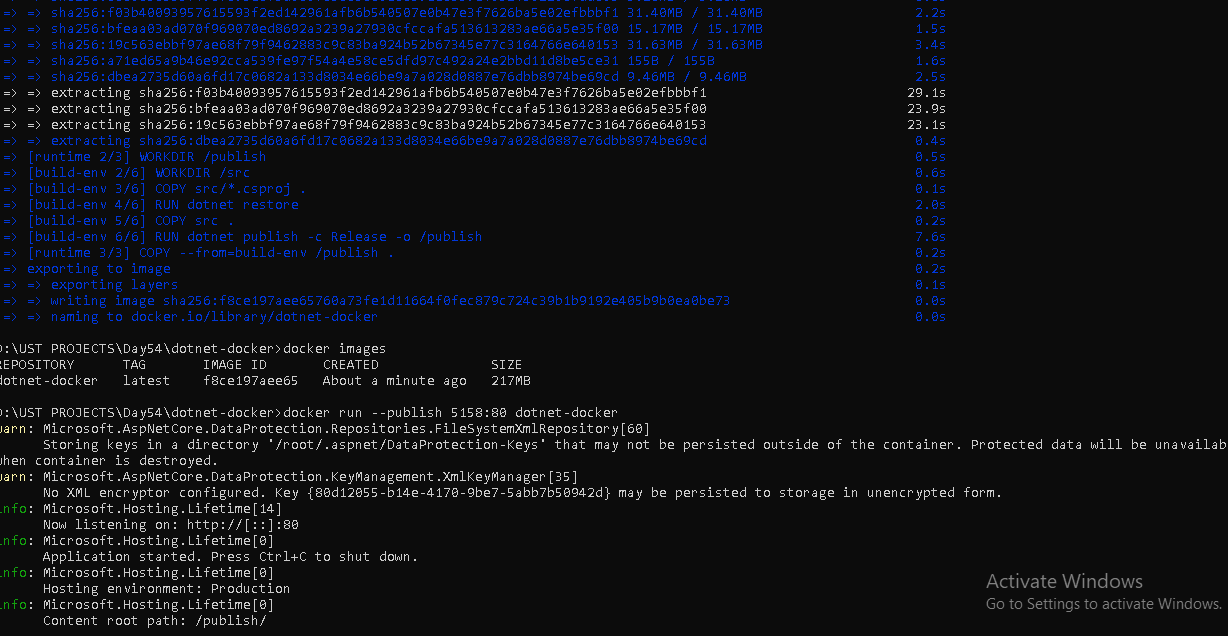 => => sha256:f03b40093957615593f2ed142961afb6b540507e0b47e3f7626ba5e02efbbbf1 31.40MB / 31.40MB 2.2s
=> => sha256:bfeaa03ad070f969070ed8692a3239a27930cfccafa513613283ae66a5e35f00 15.17MB / 15.17MB 1.5s
=> => sha256:19c563ebbf97ae68f79f9462883c9c83ba924b52b67345e77c3164766e640153 31.63MB / 31.63MB 3.4s
=> => sha256:a71ed65a9b46e92cca539fe97f54a4e58ce5dfd97c492a24e2bbd11d8be5ce31 155B / 155B 1.6s
=> => sha256:dbea2735d60a6fd17c0682a133d8034e66be9a7a028d0887e76dbb8974be69cd 9.46MB / 9.46MB 2.5s
=> => extracting sha256:f03b40093957615593f2ed142961afb6b540507e0b47e3f7626ba5e02efbbbf1 29.1s
=> => extracting sha256:bfeaa03ad070f969070ed8692a3239a27930cfccafa513613283ae66a5e35f00 23.9s
=> => extracting sha256:19c563ebbf97ae68f79f9462883c9c83ba924b52b67345e77c3164766e640153 23.1s
=> => extracting sha256:dbea2735d60a6fd17c0682a133d8034e66be9a7a028d0887e76dbb8974be69cd 0.4s
=> [runtime 2/3] WORKDIR /publish 0.5s
=> [build-env 2/6] WORKDIR /src 0.6s
=> [build-env 3/6] COPY src/*.csproj . 0.1s
=> [build-env 4/6] RUN dotnet restore 2.0s
=> [build-env 5/6] COPY src . 0.2s
=> [build-env 6/6] RUN dotnet publish -c Release -o /publish 7.6s
=> [runtime 3/3] COPY --from=build-env /publish . 0.2s
=> exporting to image 0.2s
=> => exporting layers 0.1s
=> => writing image sha256:f8ce197aee65760a73fe1d11664f0fec879c724c39b1b9192e405b9b0ea0be73 0.0s
=> => naming to docker.io/library/dotnet-docker 0.0s
D:\UST PROJECTS\Day54\dotnet-docker>docker images
REPOSITORY TAG IMAGE ID CREATED SIZE
dotnet-docker latest f8ce197aee65 About a minute ago 217MB
D:\UST PROJECTS\Day54\dotnet-docker>docker run --publish 5158:80 dotnet-docker
warn: Microsoft.AspNetCore.DataProtection.Repositories.FileSystemXmlRepository[60]
Storing keys in a directory '/root/.aspnet/DataProtection-Keys' that may not be persisted outside of the container. Protected data will be unavailab
when container is destroyed.
warn: Microsoft.AspNetCore.DataProtection.KeyManagement.XmlKeyManager[35]
No XML encryptor configured. Key {80d12055-b14e-4170-9be7-5abb7b50942d} may be persisted to storage in unencrypted form.
info: Microsoft.Hosting.Lifetime[14]
Now listening on: http://[::]:80
info: Microsoft.Hosting.Lifetime[0]
Application started. Press Ctrl+C to shut down.
info: Microsoft.Hosting.Lifetime[0]
Hosting environment: Production
info: Microsoft.Hosting.Lifetime[0]
Content root path: /publish/
Activate Windows
Go to Settings to activate Windows.